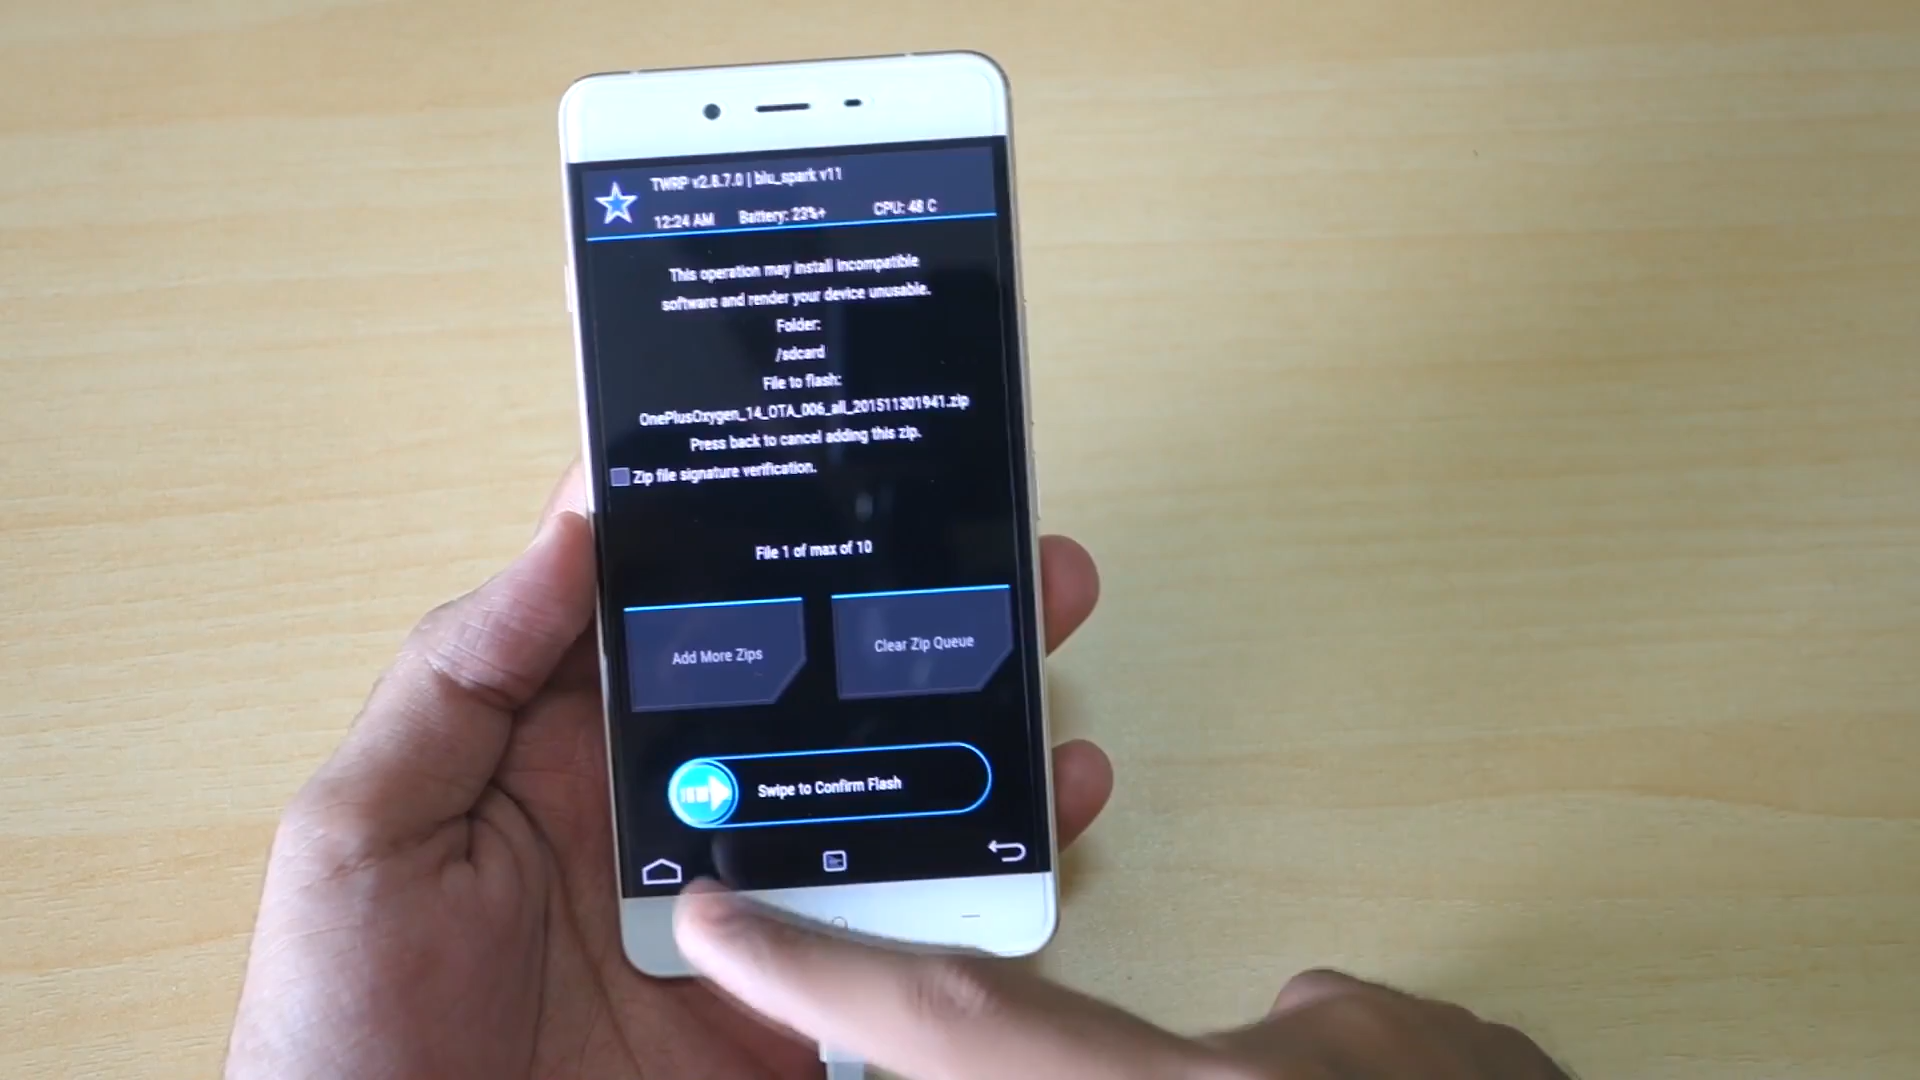 TWRP v2.8.7.0 | blu_spark v11
12:24 AM Battery: 23%+ CPU: 48 C
This operation may install incompatible
software and render your device unusable.
Folder:
/sdcard
File to flash:
OnePlusOxygen_14_OTA_006_all_201511301941.zip
Press back to cancel adding this zip.
Zip file signature verification.
File 1 of max of 10
Add More Zips
Clear Zip Queue
Swipe to Confirm Flash